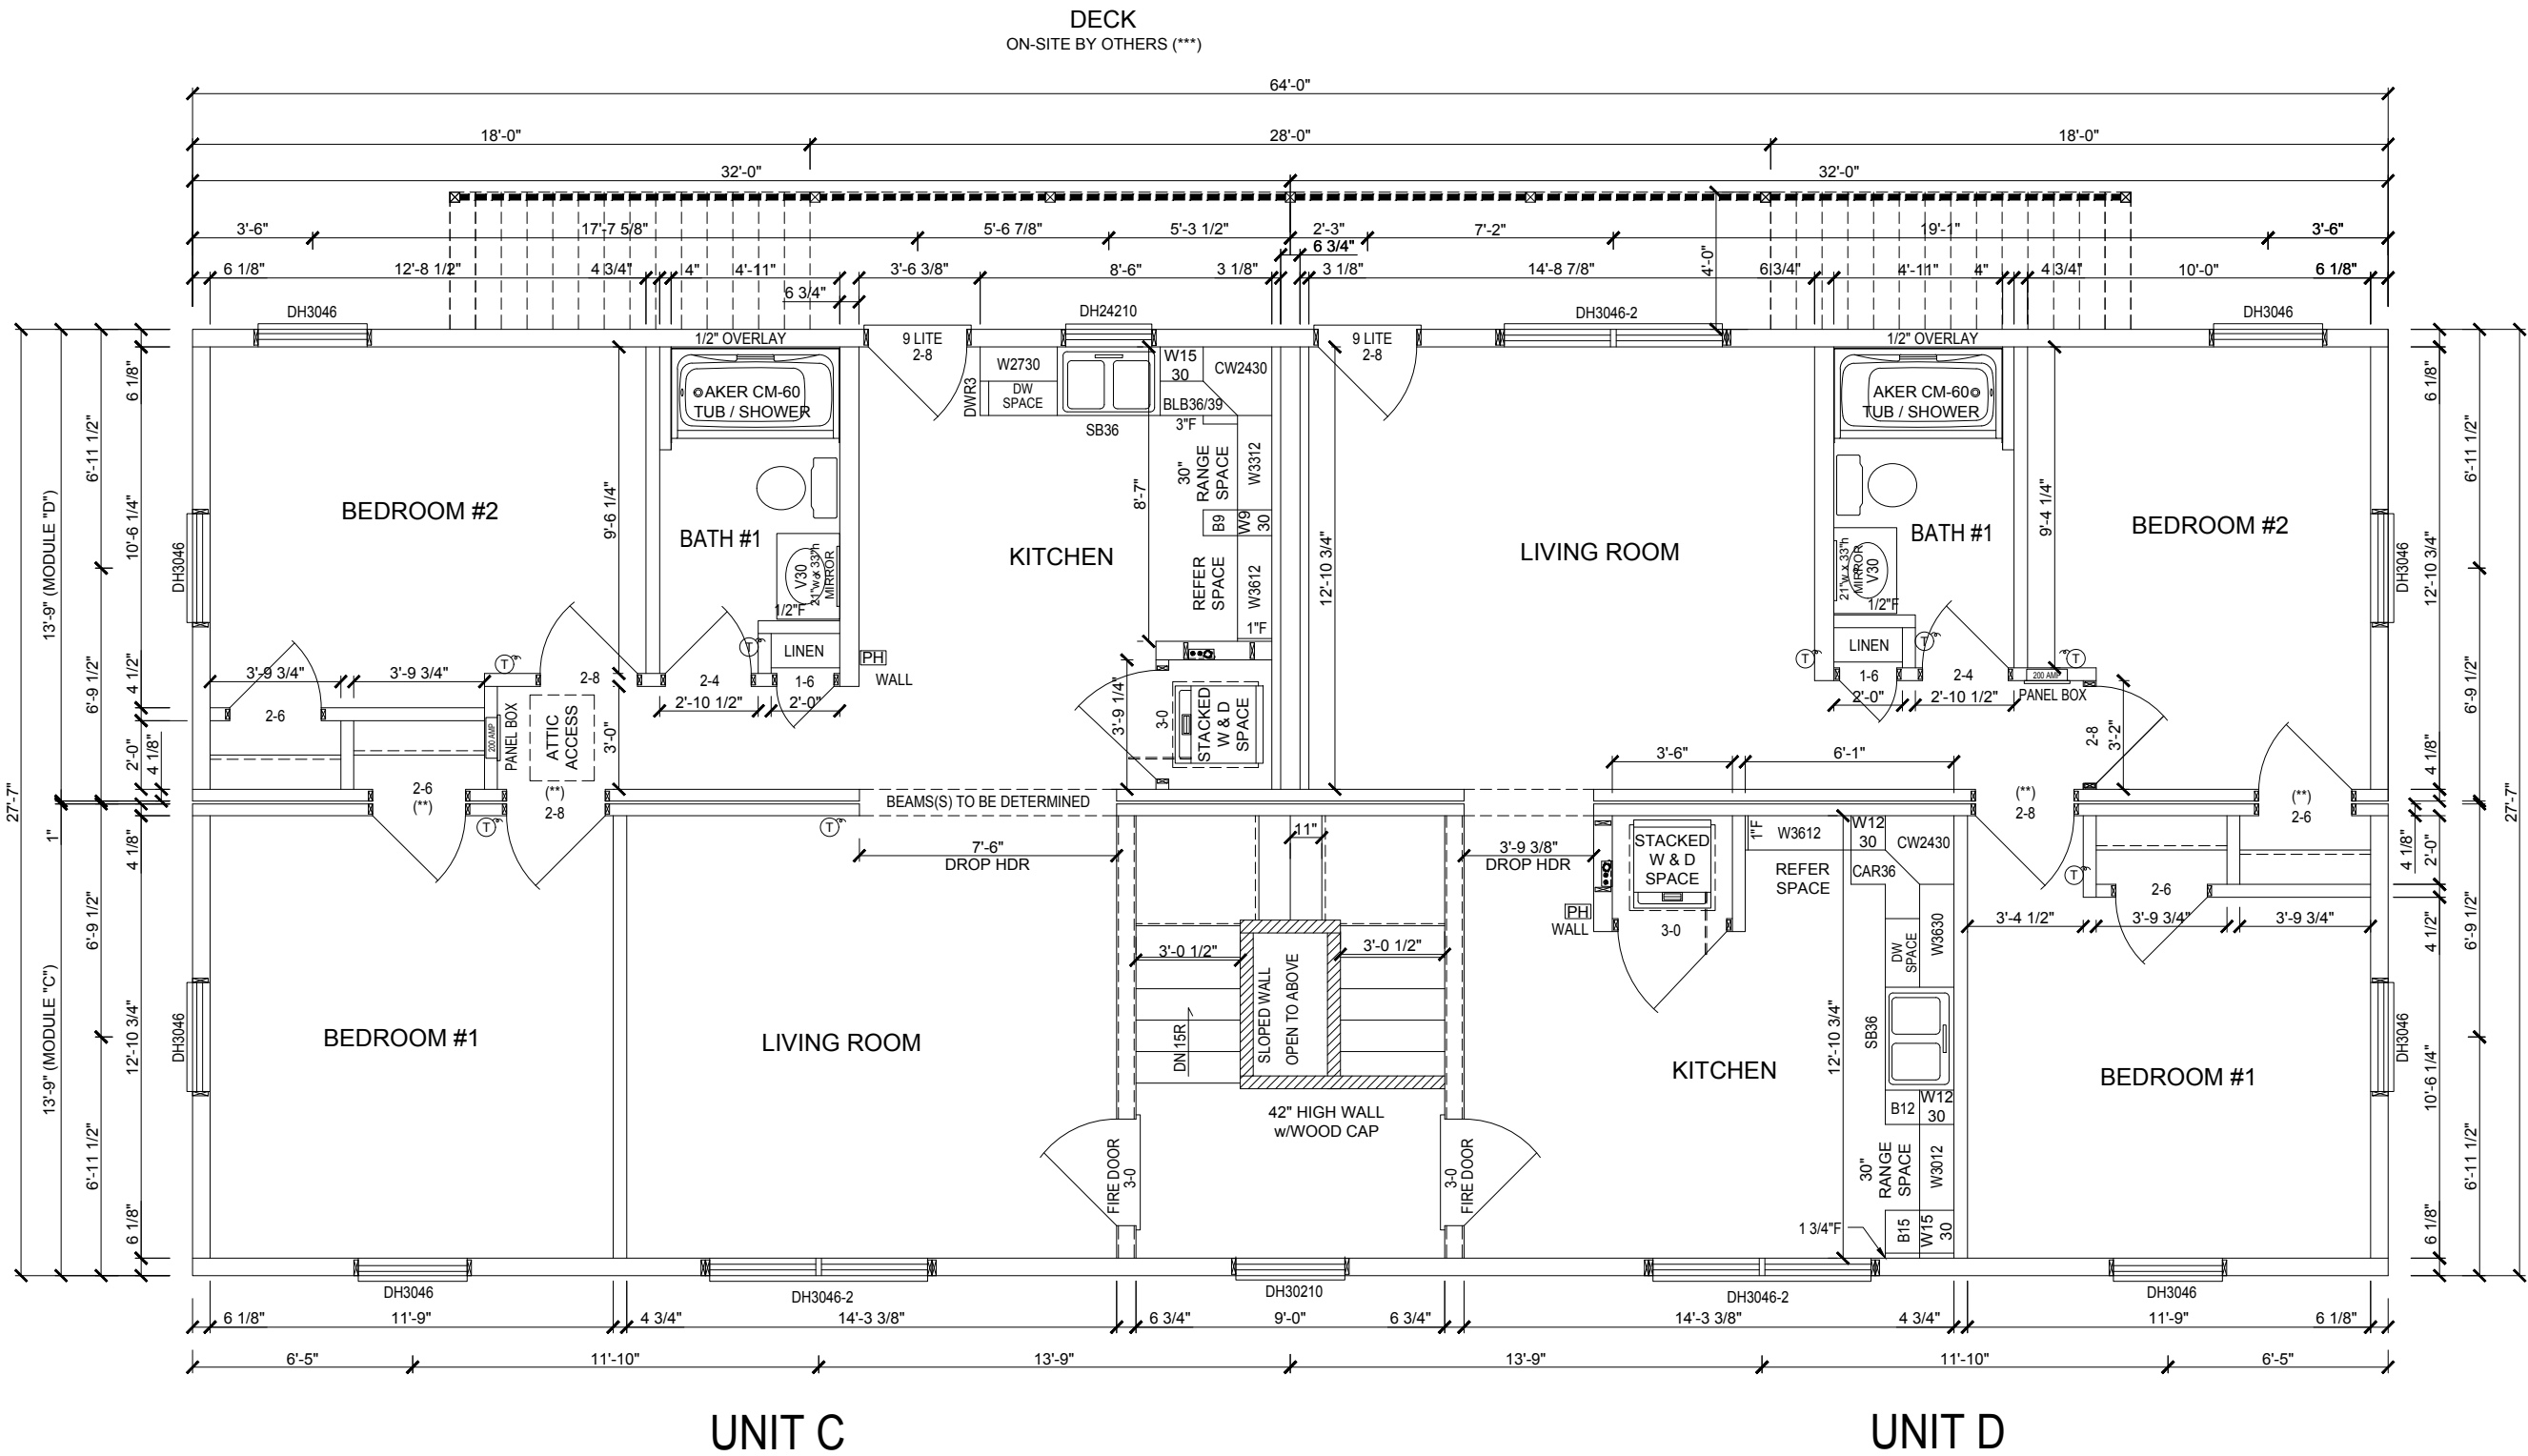 DECK
ON-SITE BY OTHERS (***)
64'-0"
18'-0" 28'-0" 18'-0"
32'-0" 32'-0"
3'-6" 17'-7 5/8" 5'-6 7/8" 5'-3 1/2" 2'-3" 7'-2" 19'-1" 3'-6"
6 3/4"
4'-0"
6 1/8" 12'-8 1/2" 4 3/4" 4" 4'-11" 3'-6 3/8" 8'-6" 3 1/8" 3 1/8" 14'-8 7/8" 6 3/4" 4'-11" 4" 4 3/4" 10'-0" 6 1/8"
6 3/4"
DH3046 DH24210 DH3046-2 DH3046
1/2" OVERLAY 9 LITE 9 LITE 1/2" OVERLAY
2-8 2-8
W2730 W15 CW2430
30
DWR3 DW
SPACE
BLB36/39
SB36 3"F
AKER CM-60
TUB / SHOWER
AKER CM-60
TUB / SHOWER
30"
RANGE
SPACE
W3312
B9 W9
30
REFER
SPACE
W3612
1"F
8'-7"
27'-7"
13'-9" (MODULE "D")
6'-11 1/2"
6 1/8"
10'-6 1/4"
6'-9 1/2"
4 1/2"
2'-0"
4 1/8"
DH3046
BEDROOM #2
9'-6 1/4"
BATH #1
V30
21"w x 33"h
MIRROR
1/2"F
LINEN
KITCHEN
12'-10 3/4"
LIVING ROOM
21"w x 33"h
MIRROR
V30
1/2"F
LINEN
BATH #1
9'-4 1/4"
BEDROOM #2
DH3046
6 1/8"
6'-11 1/2"
12'-10 3/4"
6'-9 1/2"
4 1/8"
27'-7"
3'-9 3/4" 3'-9 3/4"
2-6
T
2-8
T
2-4
2'-10 1/2"
1-6
2'-0"
PH
WALL
200 AMP
PANEL BOX
ATTIC
ACCESS
3'-0"
3'-9 1/4"
3-0
STACKED
W & D
SPACE
T
1-6
2'-0"
T
2-4
2'-10 1/2"
200 AMP
PANEL BOX
T
2-8
3'-2"
3'-6" 6'-1"
2-6
(**)
(**)
2-8
BEAMS(S) TO BE DETERMINED
(**)
2-8
(**)
2-6
1"
4 1/8"
T
T
7'-6"
DROP HDR
11"
3'-9 3/8"
DROP HDR
STACKED
W & D
SPACE
3-0
PH
WALL
1"F
W3612
W12
30
CW2430
REFER
SPACE
CAR36
DW
SPACE
W3630
T
2-6
3'-4 1/2" 3'-9 3/4" 3'-9 3/4"
4 1/8"
2'-0"
4 1/2"
6'-9 1/2"
6'-9 1/2"
13'-9" (MODULE "C")
12'-10 3/4"
6'-11 1/2"
6 1/8"
DH3046
BEDROOM #1
LIVING ROOM
3'-0 1/2" 3'-0 1/2"
DN 15R
SLOPED WALL
OPEN TO ABOVE
42" HIGH WALL
w/WOOD CAP
FIRE DOOR
3-0
3-0
FIRE DOOR
KITCHEN
12'-10 3/4"
SB36
B12 W12
30
30"
RANGE
SPACE
W3012
1 3/4"F
B15 W15
30
BEDROOM #1
DH3046
10'-6 1/4"
6'-11 1/2"
6 1/8"
DH3046 DH3046-2 DH30210 DH3046-2 DH3046
6 1/8" 11'-9" 4 3/4" 14'-3 3/8" 6 3/4" 9'-0" 6 3/4" 14'-3 3/8" 4 3/4" 11'-9" 6 1/8"
6'-5" 11'-10" 13'-9" 13'-9" 11'-10" 6'-5"
UNIT C UNIT D